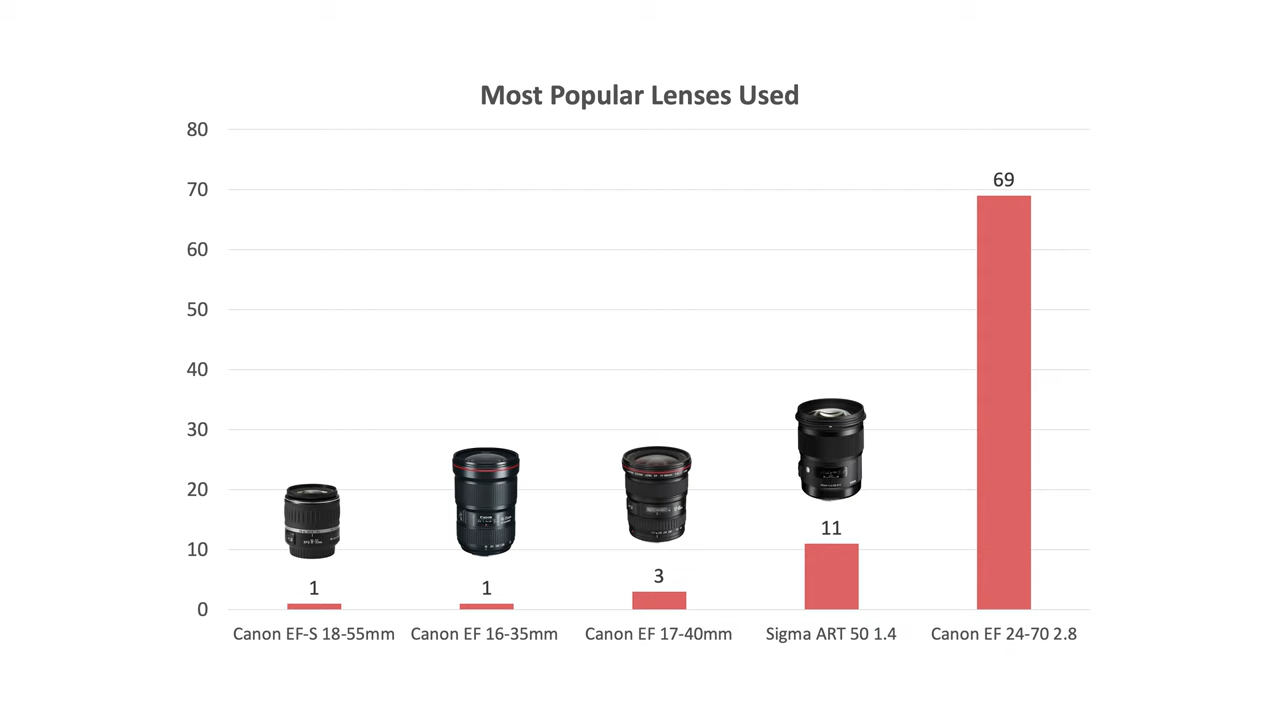 Most Popular Lenses Used
80
70
60
50
40
30
20
10
0
1
1
3
11
69
Canon EF-S 18-55mm
Canon EF 16-35mm
Canon EF 17-40mm
Sigma ART 50 1.4
Canon EF 24-70 2.8